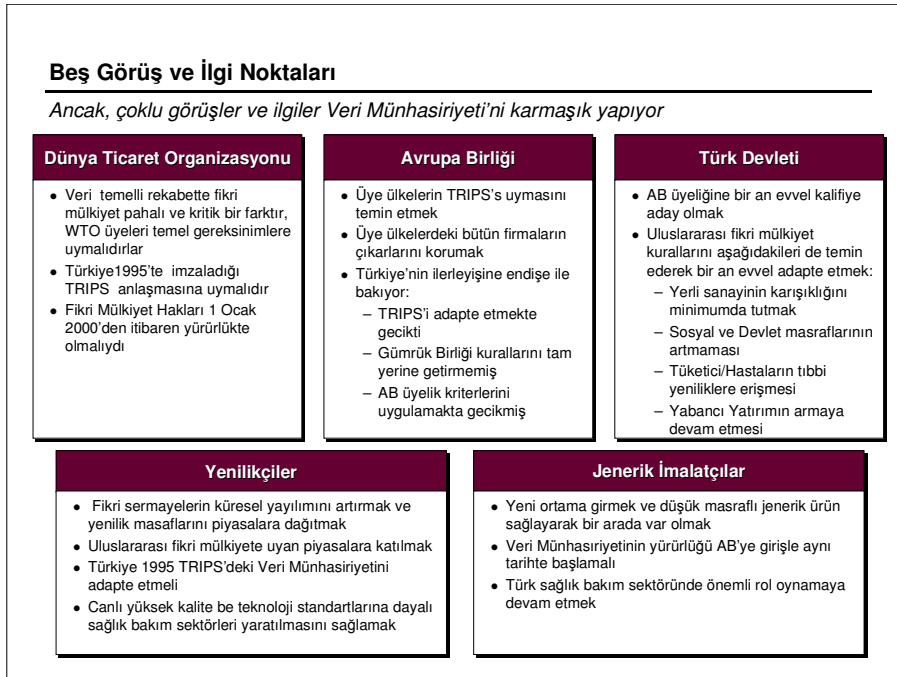 Beş Görüş ve İlgi Noktaları
Ancak, çoklu görüşler ve ilgiler Veri Münhasiriyeti'ni karmaşık yapıyor
Dünya Ticaret Organizasyonu
• Veri temelli rekabette fikri
mülkiyet pahalı ve kritik bir farktır,
WTO üyeleri temel gereksinimlere
uymalıdırlar
• Türkiye1995'te imzaladığı
TRIPS anlaşmasına uymalıdır
• Fikri Mülkiyet Hakları 1 Ocak
2000'den itibaren yürürlükte
olmalıydı
Avrupa Birliği
• Üye ülkelerin TRIPS's uymasını
temin etmek
• Üye ülkelerdeki bütün firmaların
çıkarlarını korumak
• Türkiye'nin ilerleyişine endişe ile
bakıyor:
– TRIPS'i adapte etmekte
gecikti
– Gümrük Birliği kurallarını tam
yerine getirmemiş
– AB üyelik kriterlerini
uygulamakta gecikmiş
Türk Devleti
• AB üyeliğine bir an evvel kalifiye
aday olmak
• Uluslararası fikri mülkiyet
kurallarını aşağıdakileri de temin
ederek bir an evvel adapte etmek:
– Yerli sanayinin karışıklığını
minimumda tutmak
– Sosyal ve Devlet masraflarının
artmaması
– Tüketici/Hastaların tıbbi
yeniliklere erişmesi
– Yabancı Yatırımın armaya
devam etmesi
Yenilikçiler
• Fikri sermayelerin küresel yayılımını artırmak ve
yenilik masaflarını piyasalara dağıtmak
• Uluslararası fikri mülkiyete uyan piyasalara katılmak
• Türkiye 1995 TRIPS'deki Veri Münhasiriyetini
adapte etmeli
• Canlı yüksek kalite be teknoloji standartlarına dayalı
sağlık bakım sektörleri yaratılmasını sağlamak
Jenerik İmalatçılar
• Yeni ortama girmek ve düşük masraflı jenerik ürün
sağlayarak bir arada var olmak
• Veri Münhasırıyetinin yürürlüğü AB'ye girişle aynı
tarihte başlamalı
• Türk sağlık bakım sektöründe önemli rol oynamaya
devam etmek